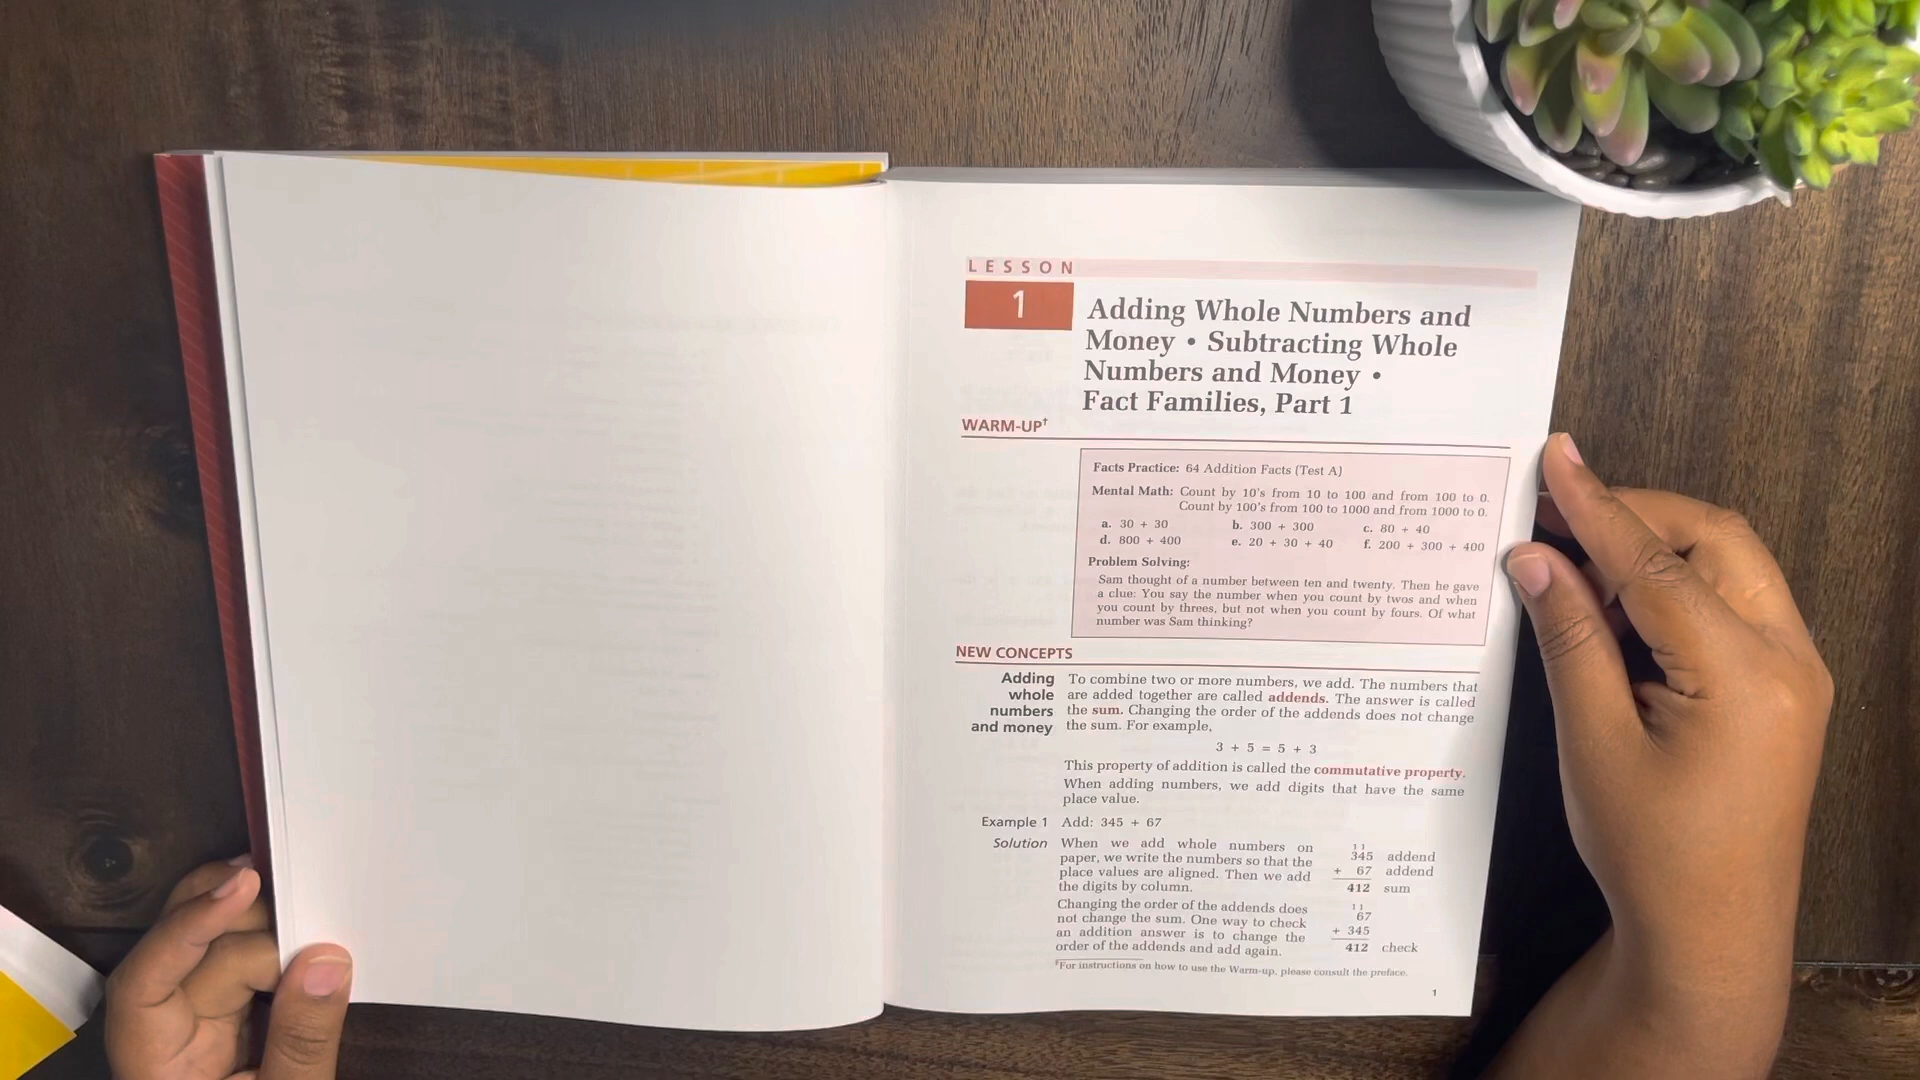 LESSON
1
Adding Whole Numbers and
Money • Subtracting Whole
Numbers and Money •
Fact Families, Part 1
WARM-UP†
Facts Practice: 64 Addition Facts (Test A)
Mental Math: Count by 10's from 10 to 100 and from 100 to 0.
Count by 100's from 100 to 1000 and from 1000 to 0.
a. 30 + 30 b. 300 + 300 c. 80 + 40
d. 800 + 400 e. 20 + 30 + 40 f. 200 + 300 + 400
Problem Solving:
Sam thought of a number between ten and twenty. Then he gave
a clue: You say the number when you count by twos and when
you count by threes, but not when you count by fours. Of what
number was Sam thinking?
NEW CONCEPTS
Adding
whole
numbers
and money
To combine two or more numbers, we add. The numbers that
are added together are called addends. The answer is called
the sum. Changing the order of the addends does not change
the sum. For example,
3 + 5 = 5 + 3
This property of addition is called the commutative property.
When adding numbers, we add digits that have the same
place value.
Example 1 Add: 345 + 67
Solution
When we add whole numbers on
paper, we write the numbers so that the
place values are aligned. Then we add
the digits by column.
1 1
345 addend
+ 67 addend
412 sum
Changing the order of the addends does
not change the sum. One way to check
an addition answer is to change the
order of the addends and add again.
1 1
67
+ 345
412 check
†For instructions on how to use the Warm-up, please consult the preface.
1